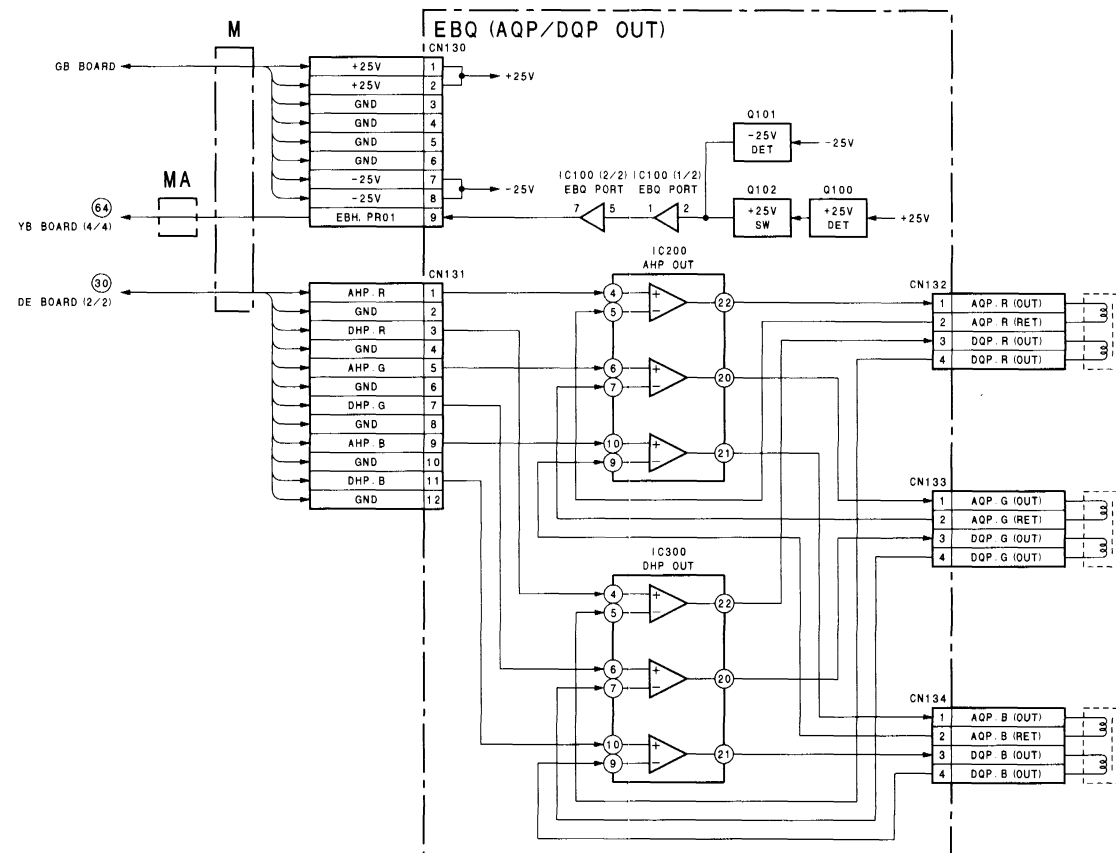 M
EBQ (AQP/DQP OUT)
CN130
GB BOARD
+25V 1
+25V 2
GND 3
GND 4
GND 5
GND 6
-25V 7
-25V 8
EBH. PR01 9
+25V
-25V
MA
64
YB BOARD (4/4)
Q101
-25V
DET
-25V
IC100 (2/2)
EBQ PORT
7 5
IC100 (1/2)
EBQ PORT
1 2
Q102
+25V
SW
Q100
+25V
DET
+25V
30
DE BOARD (2/2)
CN131
AHP.R 1
GND 2
DHP.R 3
GND 4
AHP.G 5
GND 6
DHP.G 7
GND 8
AHP.B 9
GND 10
DHP.B 11
GND 12
IC200
AHP OUT
4 + 22
5 -
6 + 20
7 -
10 + 21
9 -
IC300
DHP OUT
4 + 22
5 -
6 + 20
7 -
10 + 21
9 -
CN132
1 AQP.R (OUT)
2 AQP.R (RET)
3 DQP.R (OUT)
4 DQP.R (OUT)
CN133
1 AQP.G (OUT)
2 AQP.G (RET)
3 DQP.G (OUT)
4 DQP.G (OUT)
CN134
1 AQP.B (OUT)
2 AQP.B (RET)
3 DQP.B (OUT)
4 DQP.B (OUT)